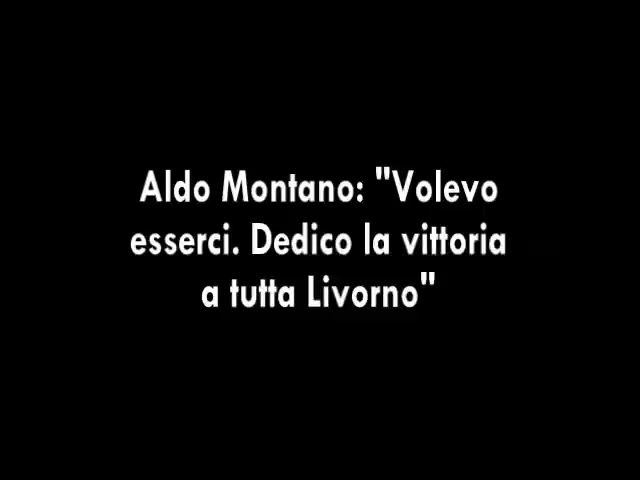 Aldo Montano: "Volevo
esserci. Dedico la vittoria
a tutta Livorno"